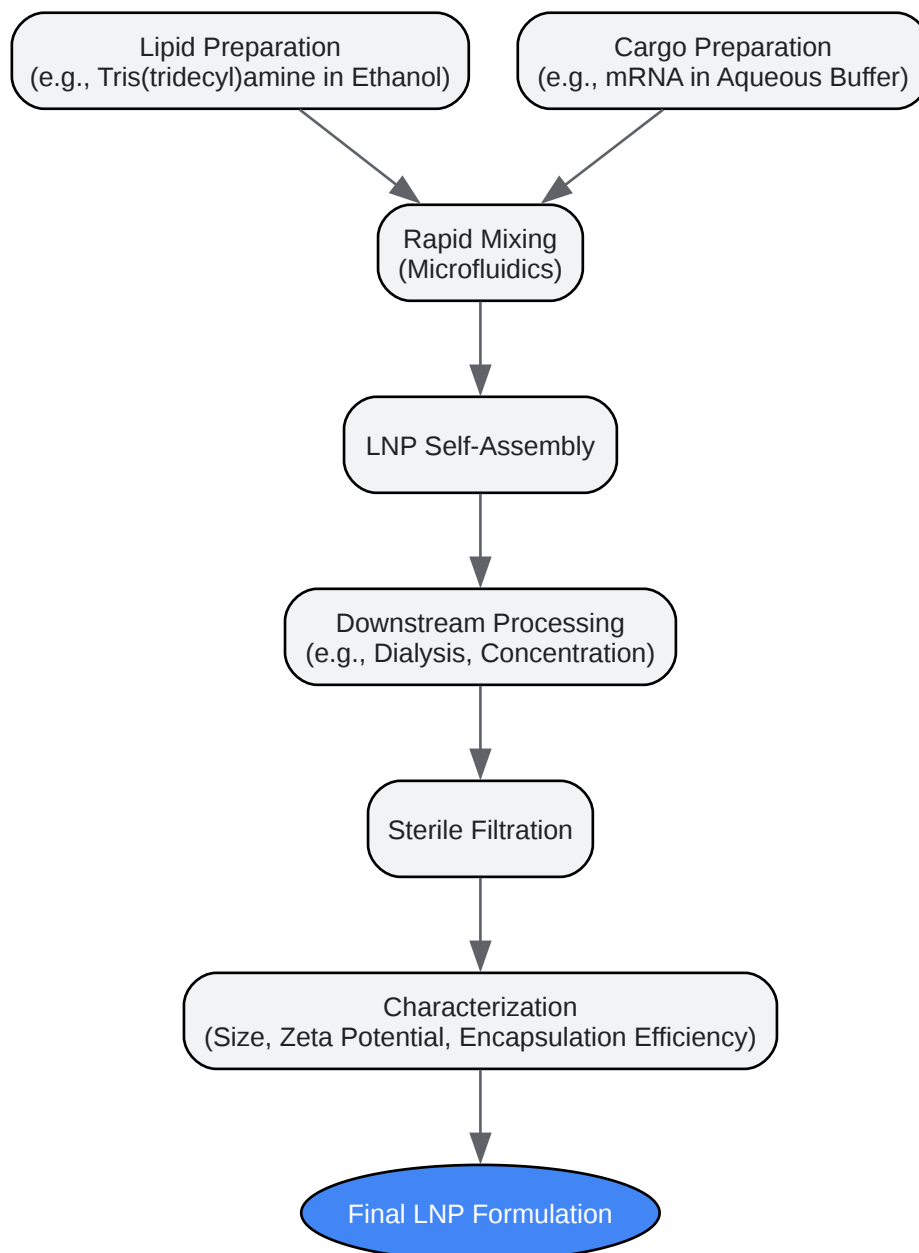 Lipid Preparation
(e.g., Tris(tridecyl)amine in Ethanol)
Cargo Preparation
(e.g., mRNA in Aqueous Buffer)
Rapid Mixing
(Microfluidics)
LNP Self-Assembly
Downstream Processing
(e.g., Dialysis, Concentration)
Sterile Filtration
Characterization
(Size, Zeta Potential, Encapsulation Efficiency)
Final LNP Formulation